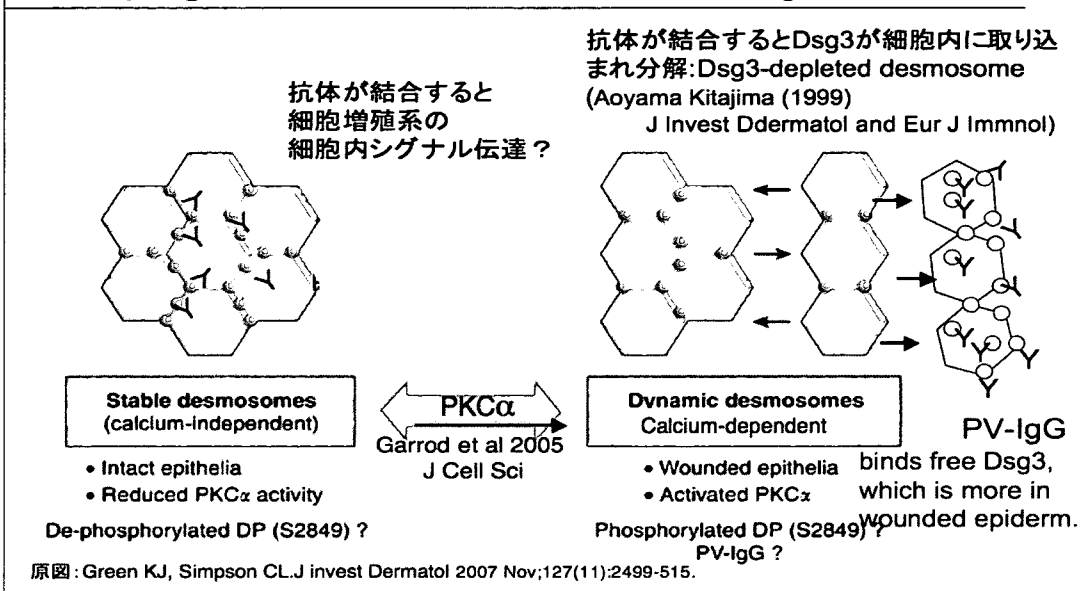 抗体が結合するとDsg3が細胞内に取り込
まれ分解:Dsg3-depleted desmosome
(Aoyama Kitajima (1999)
J Invest Ddermatol and Eur J Immnol)
抗体が結合すると
細胞増殖系の
細胞内シグナル伝達？
Stable desmosomes
(calcium-independent)
• Intact epithelia
• Reduced PKCα activity
De-phosphorylated DP (S2849) ?
PKCα
Garrod et al 2005
J Cell Sci
Dynamic desmosomes
Calcium-dependent
• Wounded epithelia
• Activated PKCα
Phosphorylated DP (S2849) ?
PV-IgG ?
PV-IgG
binds free Dsg3,
which is more in
wounded epiderm.
原図:Green KJ, Simpson CL.J invest Dermatol 2007 Nov;127(11):2499-515.